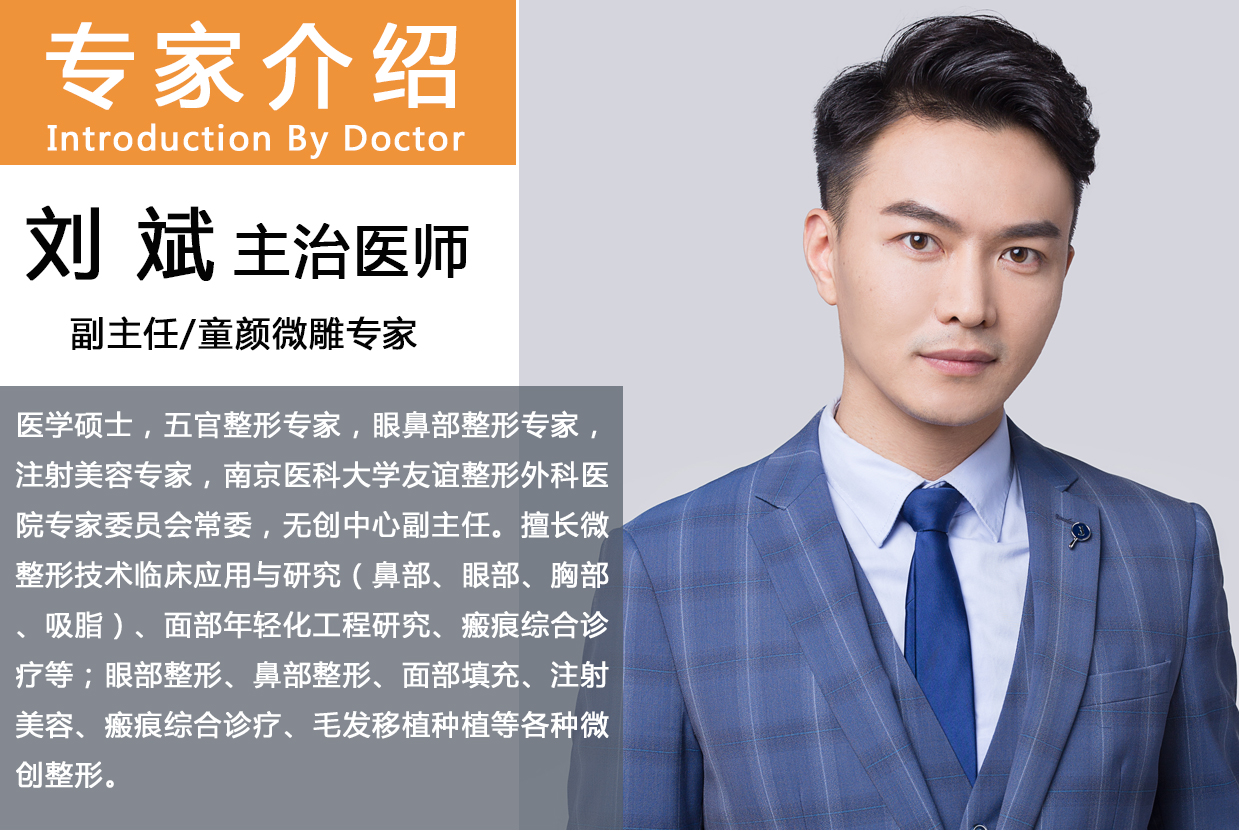 专家介绍
Introduction By Doctor
刘 斌 主治医师
副主任/童颜微雕专家
医学硕士，五官整形专家，眼鼻部整形专家，
注射美容专家，南京医科大学友谊整形外科医
院专家委员会常委，无创中心副主任。擅长微
整形技术临床应用与研究（鼻部、眼部、胸部
、吸脂）、面部年轻化工程研究、瘢痕综合诊
疗等；眼部整形、鼻部整形、面部填充、注射
美容、瘢痕综合诊疗、毛发移植种植等各种微
创整形。